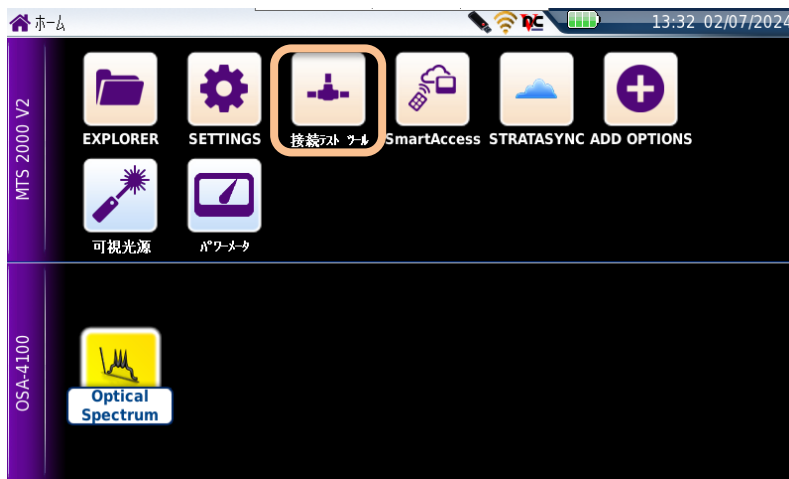 ホーム
VNC
13:32 02/07/2024
MTS 2000 V2
EXPLORER
SETTINGS
接続ﾃｽﾄ ﾂｰﾙ
SmartAccess
STRATASYNC
ADD OPTIONS
可視光源
ﾊﾟﾜｰﾒｰﾀ
OSA-4100
Optical
Spectrum